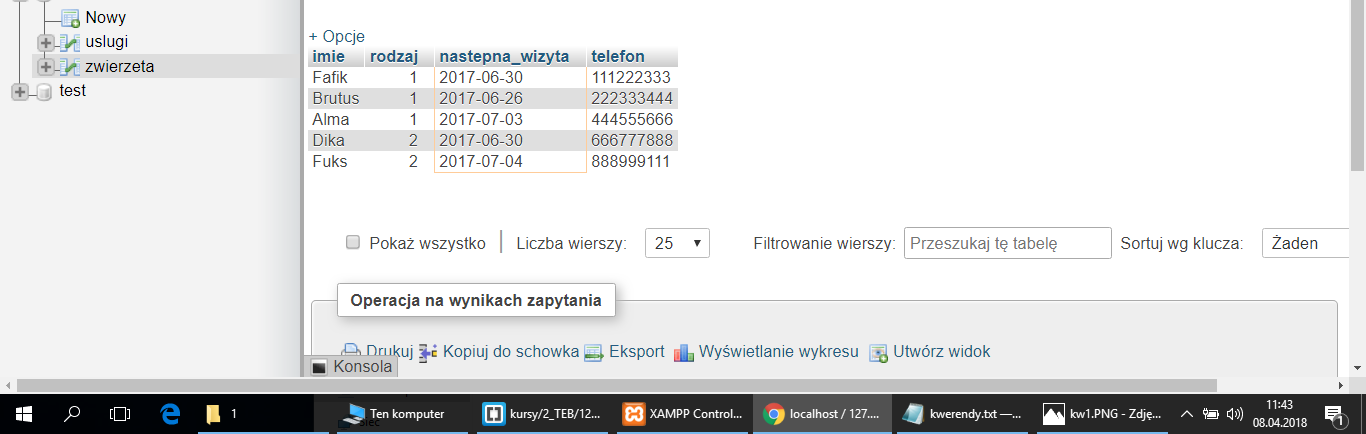 Nowy
uslugi
zwierzeta
test
+ Opcje
imie rodzaj nastepna_wizyta telefon
Fafik 1 2017-06-30 111222333
Brutus 1 2017-06-26 222333444
Alma 1 2017-07-03 444555666
Dika 2 2017-06-30 666777888
Fuks 2 2017-07-04 888999111
Pokaż wszystko Liczba wierszy: 25 Filtrowanie wierszy: Przeszukaj tę tabelę Sortuj wg klucza: Żaden
Operacja na wynikach zapytania
Drukuj Kopiuj do schowka Eksport Wyświetlanie wykresu Utwórz widok
Konsola
1 Ten komputer kursy/2_TEB/12... XAMPP Control... localhost / 127.... kwerendy.txt —... kw1.PNG - Zdję... 11:43
08.04.2018 1